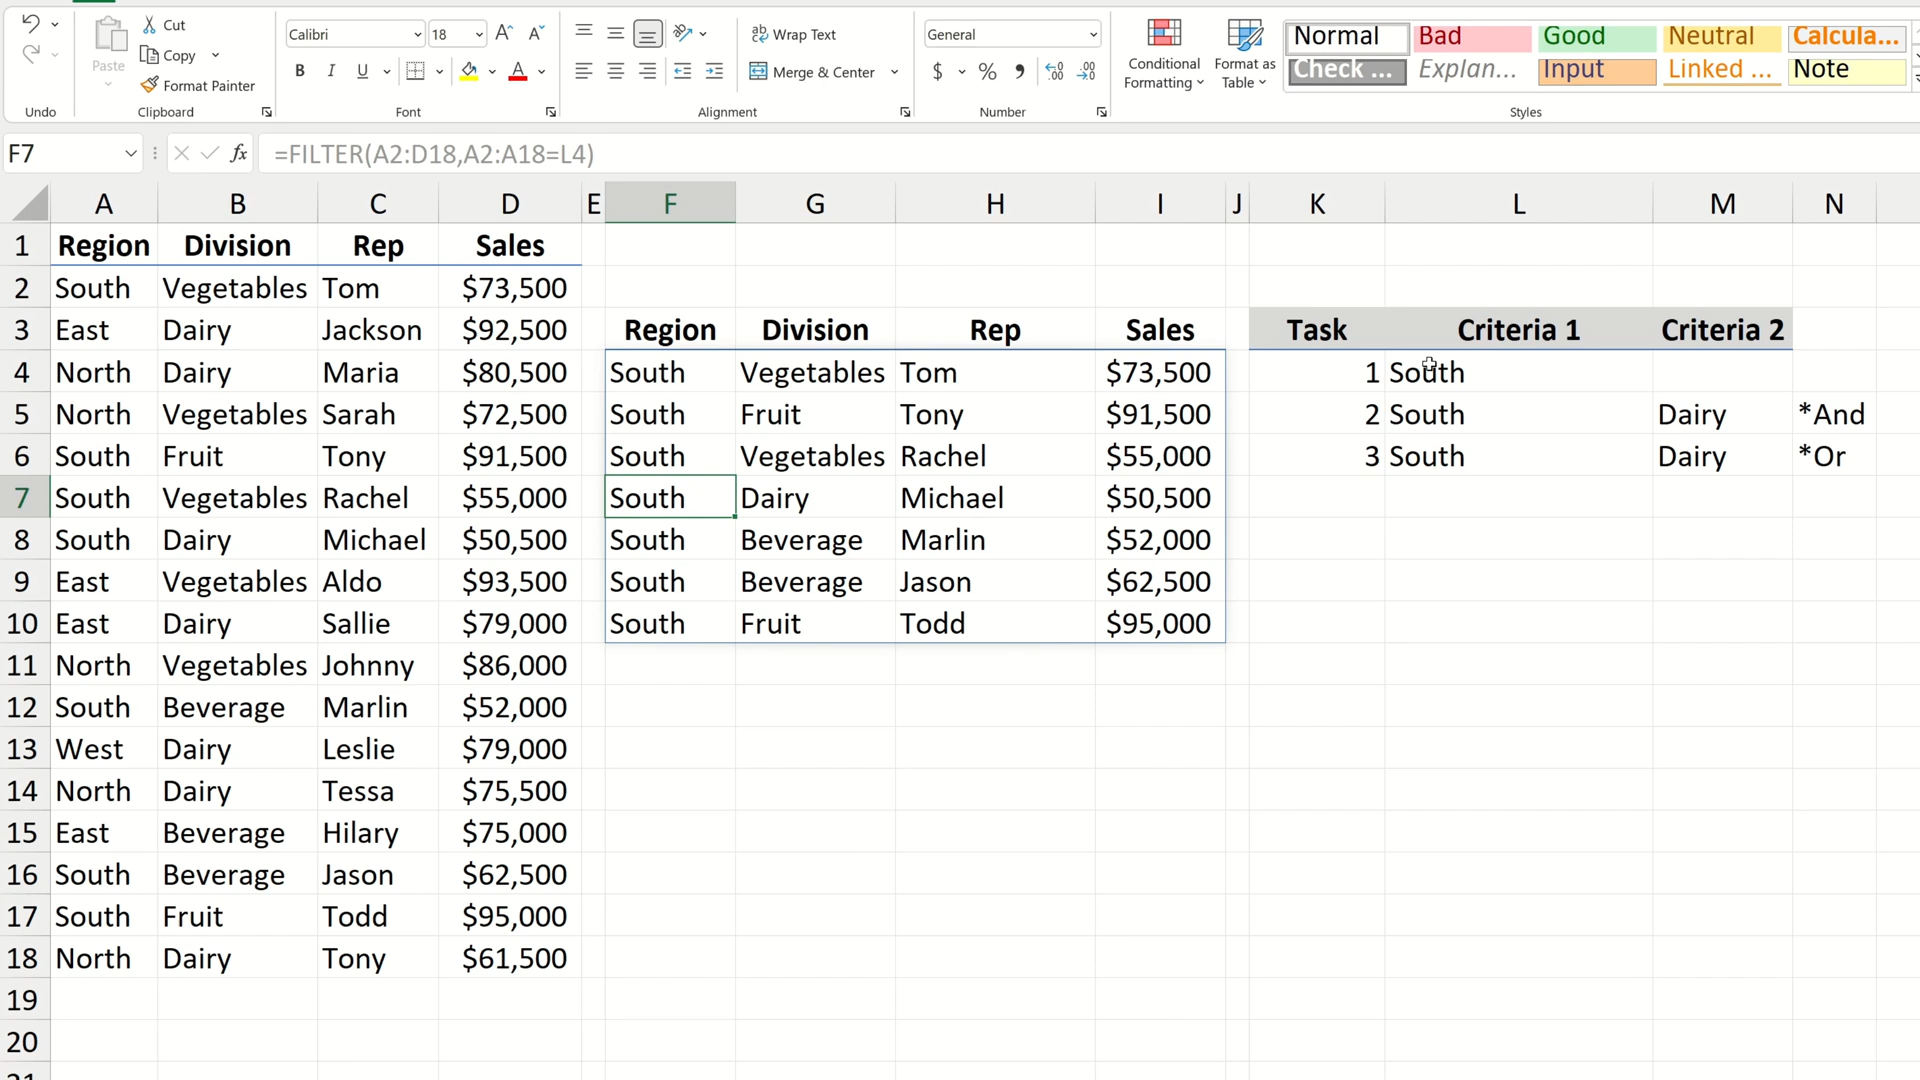 Undo
Paste
Cut
Copy
Format Painter
Clipboard
Calibri 18
B I U A
Font
Wrap Text
Merge & Center
Alignment
General
$ %
Number
Conditional Formatting
Format as Table
Normal Bad Good Neutral Calcula...
Check ... Explan... Input Linked ... Note
Styles
F7 fx =FILTER(A2:D18,A2:A18=L4)
A B C D E F G H I J K L M N
1 Region Division Rep Sales
2 South Vegetables Tom $73,500
3 East Dairy Jackson $92,500 Region Division Rep Sales Task Criteria 1 Criteria 2
4 North Dairy Maria $80,500 South Vegetables Tom $73,500 1 South
5 North Vegetables Sarah $72,500 South Fruit Tony $91,500 2 South Dairy *And
6 South Fruit Tony $91,500 South Vegetables Rachel $55,000 3 South Dairy *Or
7 South Vegetables Rachel $55,000 South Dairy Michael $50,500
8 South Dairy Michael $50,500 South Beverage Marlin $52,000
9 East Vegetables Aldo $93,500 South Beverage Jason $62,500
10 East Dairy Sallie $79,000 South Fruit Todd $95,000
11 North Vegetables Johnny $86,000
12 South Beverage Marlin $52,000
13 West Dairy Leslie $79,000
14 North Dairy Tessa $75,500
15 East Beverage Hilary $75,000
16 South Beverage Jason $62,500
17 South Fruit Todd $95,000
18 North Dairy Tony $61,500
19
20